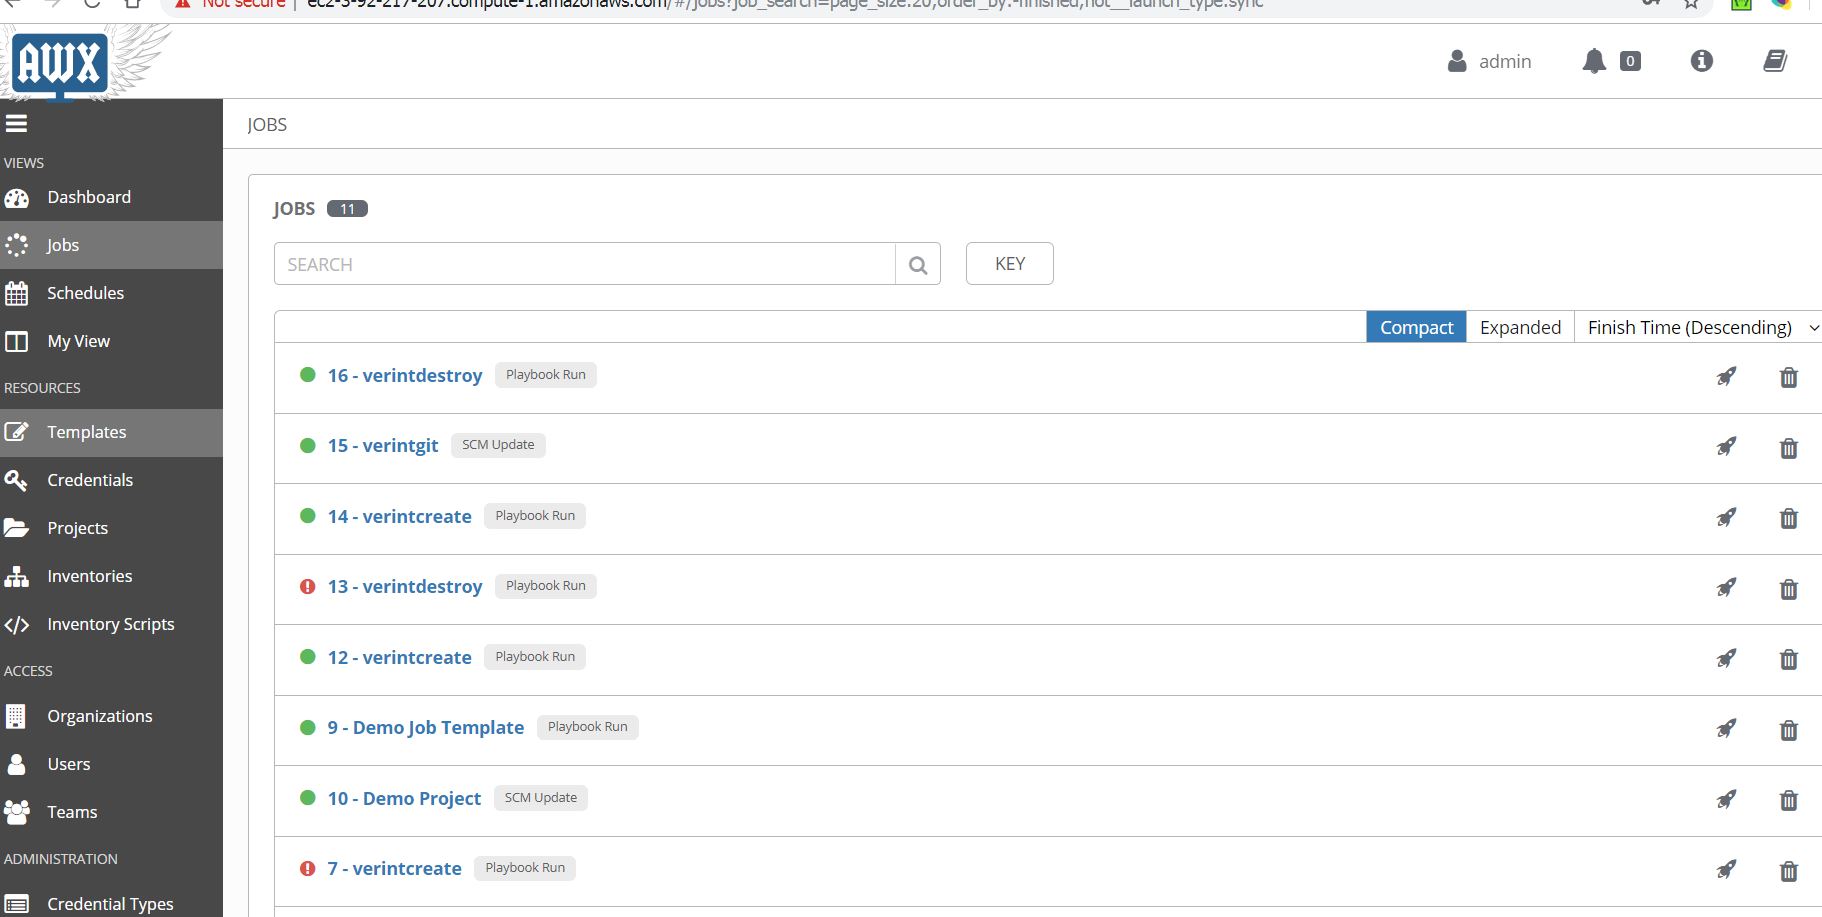 Not secure | ec2-3-92-217-207.compute-1.amazonaws.com/#/jobs?job_search=page_size:20;order_by:-finished;not__launch_type:sync
AWX
admin
0
JOBS
VIEWS
Dashboard
Jobs
Schedules
My View
RESOURCES
Templates
Credentials
Projects
Inventories
Inventory Scripts
ACCESS
Organizations
Users
Teams
ADMINISTRATION
Credential Types
JOBS 11
SEARCH
KEY
Compact Expanded Finish Time (Descending)
16 - verintdestroy Playbook Run
15 - verintgit SCM Update
14 - verintcreate Playbook Run
13 - verintdestroy Playbook Run
12 - verintcreate Playbook Run
9 - Demo Job Template Playbook Run
10 - Demo Project SCM Update
7 - verintcreate Playbook Run